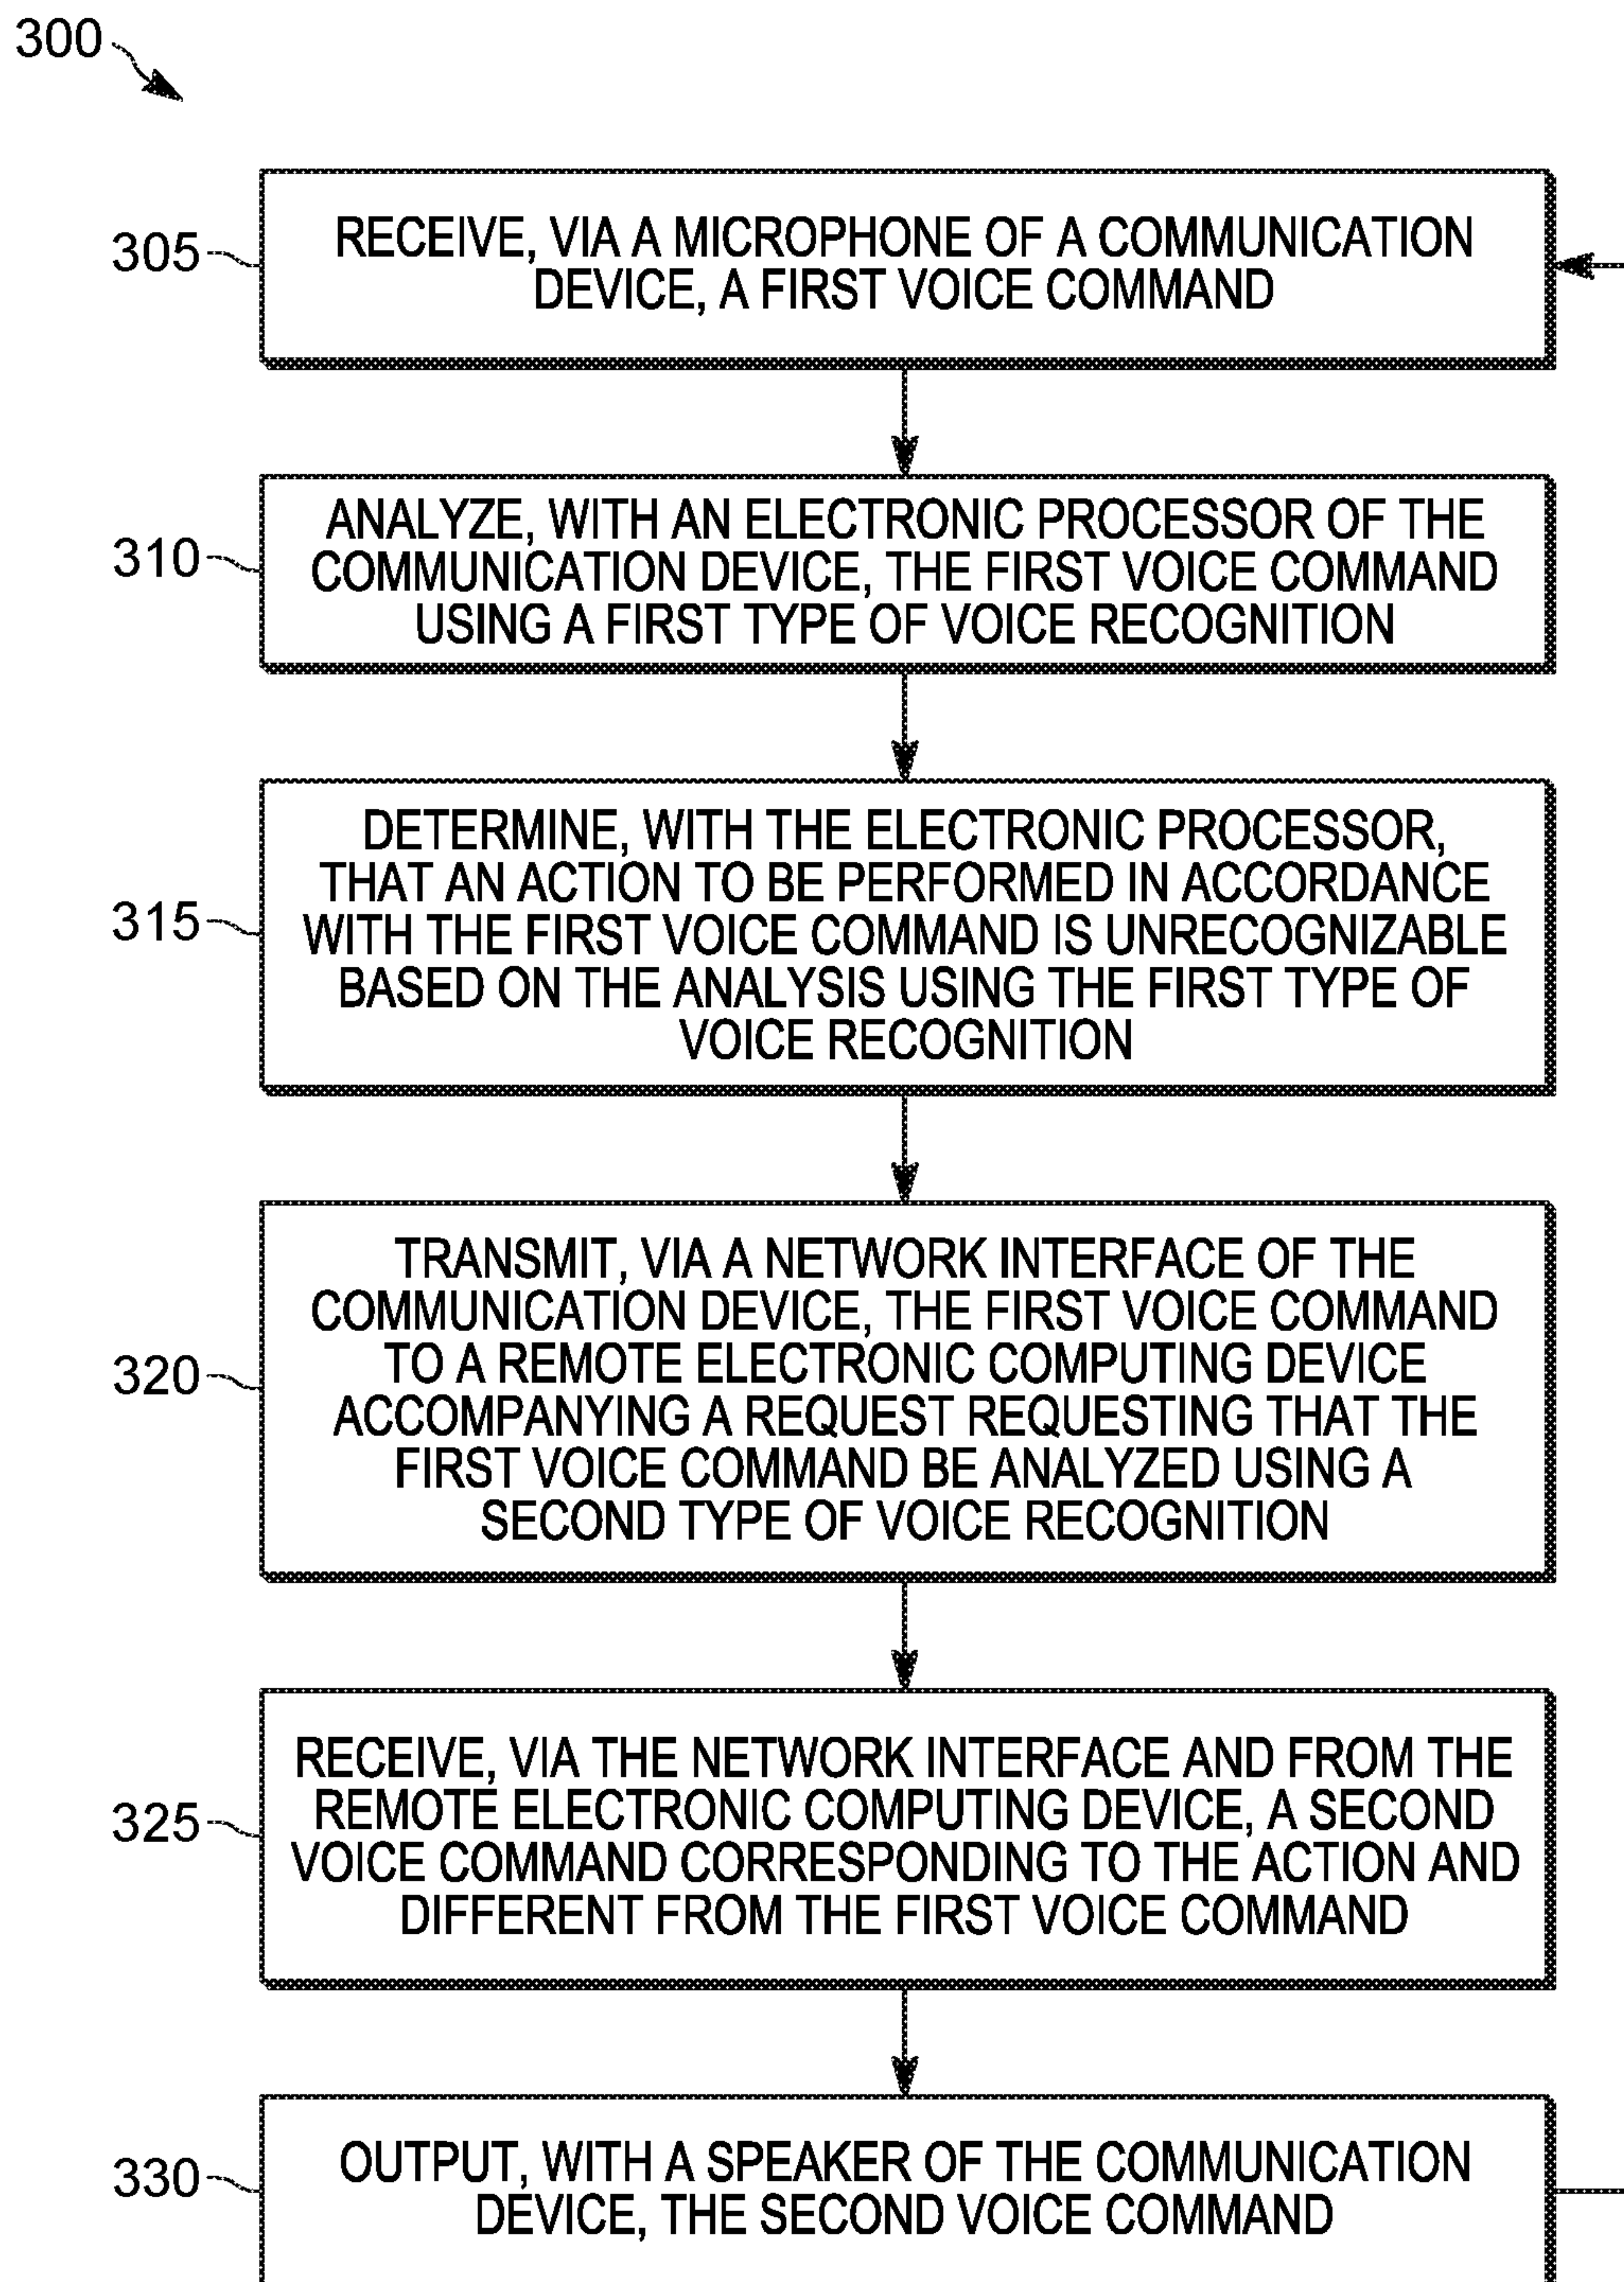 300
305
RECEIVE, VIA A MICROPHONE OF A COMMUNICATION
DEVICE, A FIRST VOICE COMMAND
310
ANALYZE, WITH AN ELECTRONIC PROCESSOR OF THE
COMMUNICATION DEVICE, THE FIRST VOICE COMMAND
USING A FIRST TYPE OF VOICE RECOGNITION
315
DETERMINE, WITH THE ELECTRONIC PROCESSOR,
THAT AN ACTION TO BE PERFORMED IN ACCORDANCE
WITH THE FIRST VOICE COMMAND IS UNRECOGNIZABLE
BASED ON THE ANALYSIS USING THE FIRST TYPE OF
VOICE RECOGNITION
320
TRANSMIT, VIA A NETWORK INTERFACE OF THE
COMMUNICATION DEVICE, THE FIRST VOICE COMMAND
TO A REMOTE ELECTRONIC COMPUTING DEVICE
ACCOMPANYING A REQUEST REQUESTING THAT THE
FIRST VOICE COMMAND BE ANALYZED USING A
SECOND TYPE OF VOICE RECOGNITION
325
RECEIVE, VIA THE NETWORK INTERFACE AND FROM THE
REMOTE ELECTRONIC COMPUTING DEVICE, A SECOND
VOICE COMMAND CORRESPONDING TO THE ACTION AND
DIFFERENT FROM THE FIRST VOICE COMMAND
330
OUTPUT, WITH A SPEAKER OF THE COMMUNICATION
DEVICE, THE SECOND VOICE COMMAND